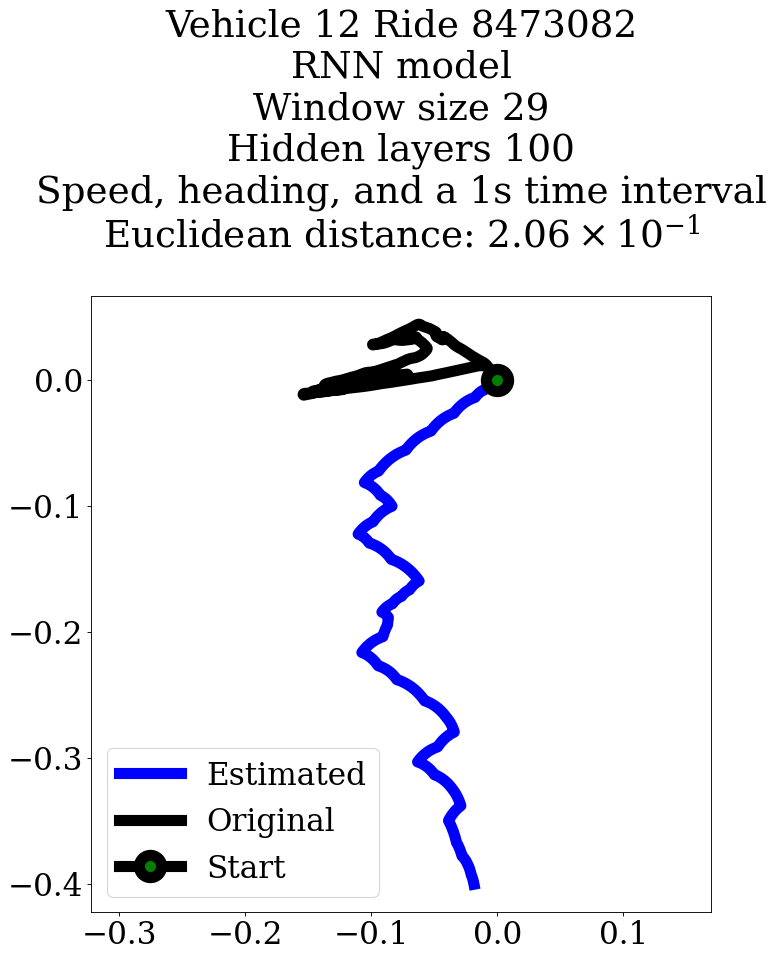 Vehicle 12 Ride 8473082
RNN model
Window size 29
Hidden layers 100
Speed, heading, and a 1s time interval
Euclidean distance: 2.06 × 10⁻¹
0.0
−0.1
−0.2
−0.3
−0.4
Estimated
Original
Start
−0.3 −0.2 −0.1 0.0 0.1